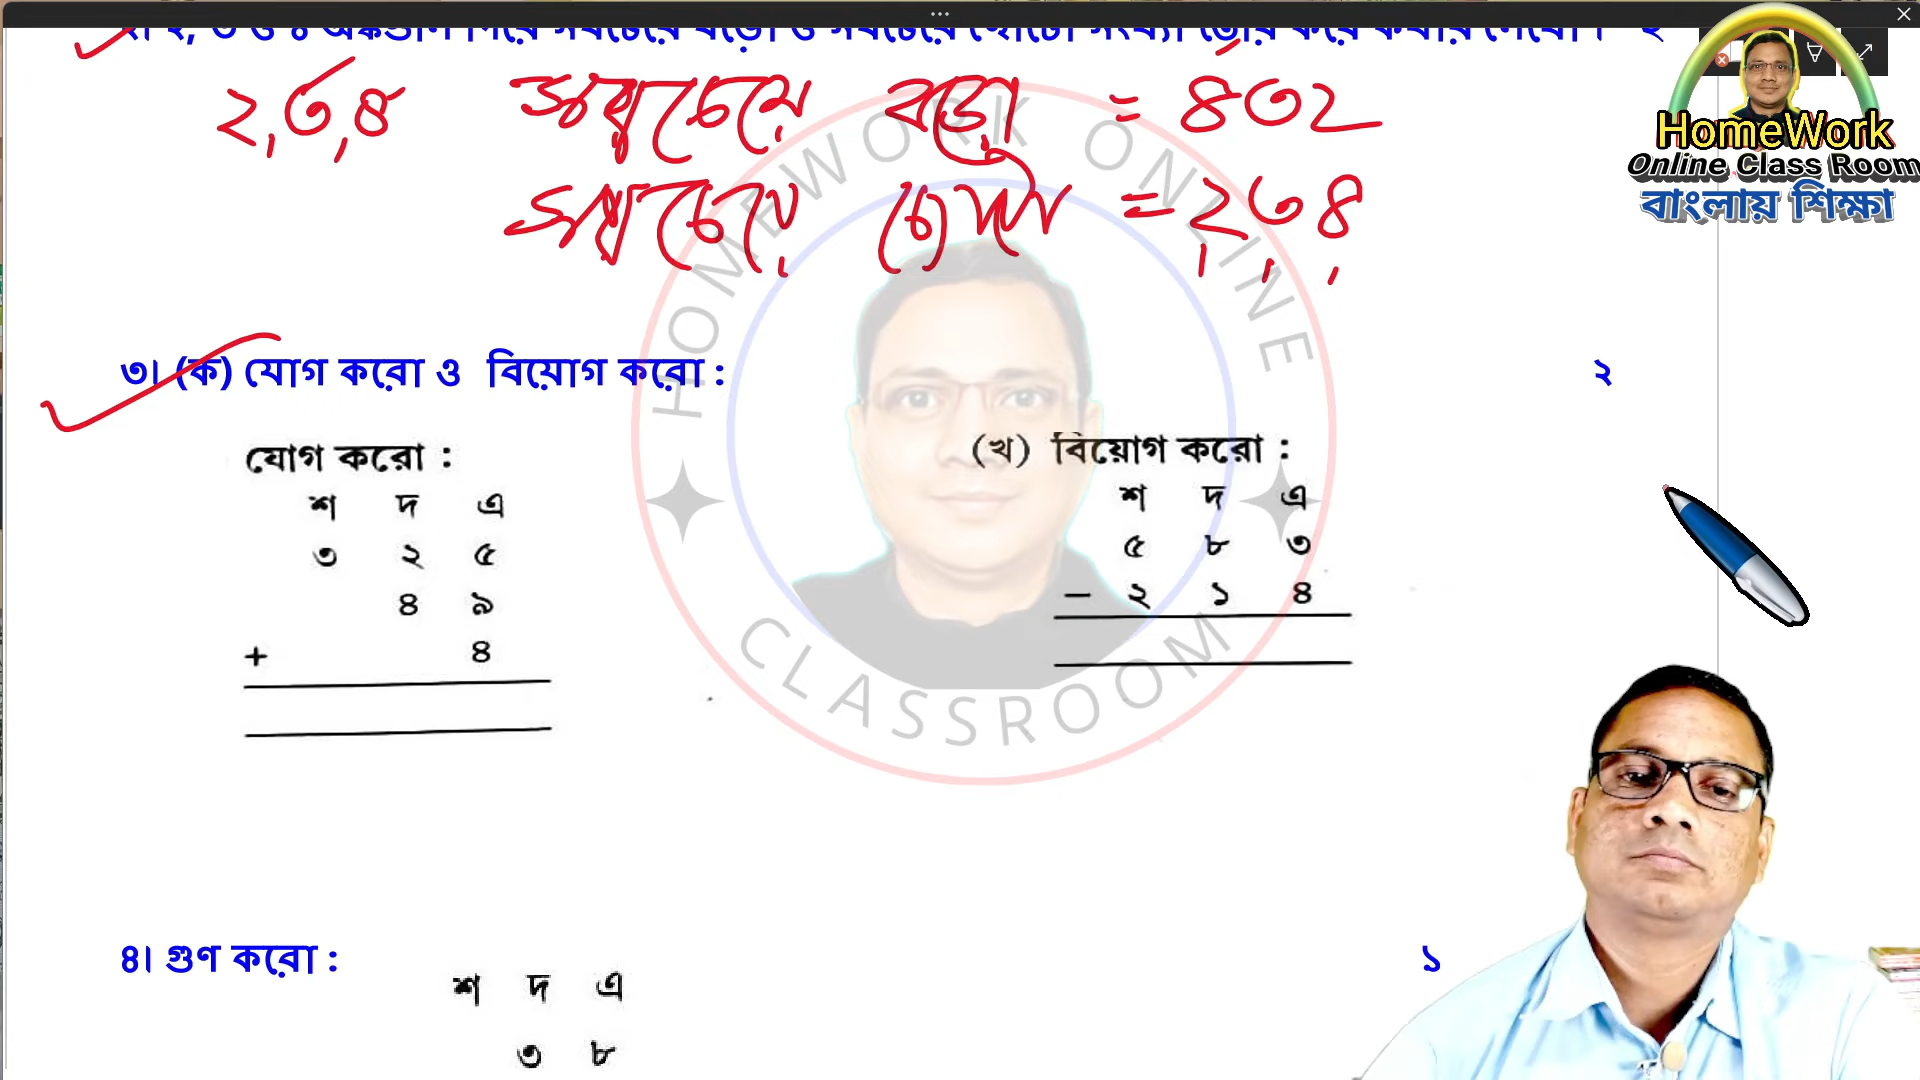 ২, ৩, ৪ সবচেয়ে বড়ো = ৪৩২
সবচেয়ে ছোটো = ২৩৪
HomeWork
Online Class Room
বাংলায় শিক্ষা
HOMEWORK ONLINE
CLASSROOM
৩। (ক) যোগ করো ও বিয়োগ করো : ২
যোগ করো :
শ দ এ
৩ ২ ৫
৪ ৯
+ ৪
(খ) বিয়োগ করো :
শ দ এ
৫ ৮ ৩
− ২ ১ ৪
৪। গুণ করো : ১
শ দ এ
৩ ৮